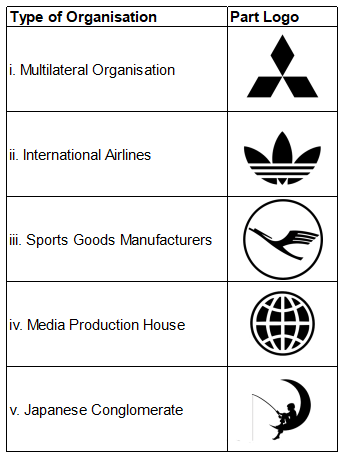 Type of Organisation Part Logo
i. Multilateral Organisation
ii. International Airlines
iii. Sports Goods Manufacturers
iv. Media Production House
v. Japanese Conglomerate